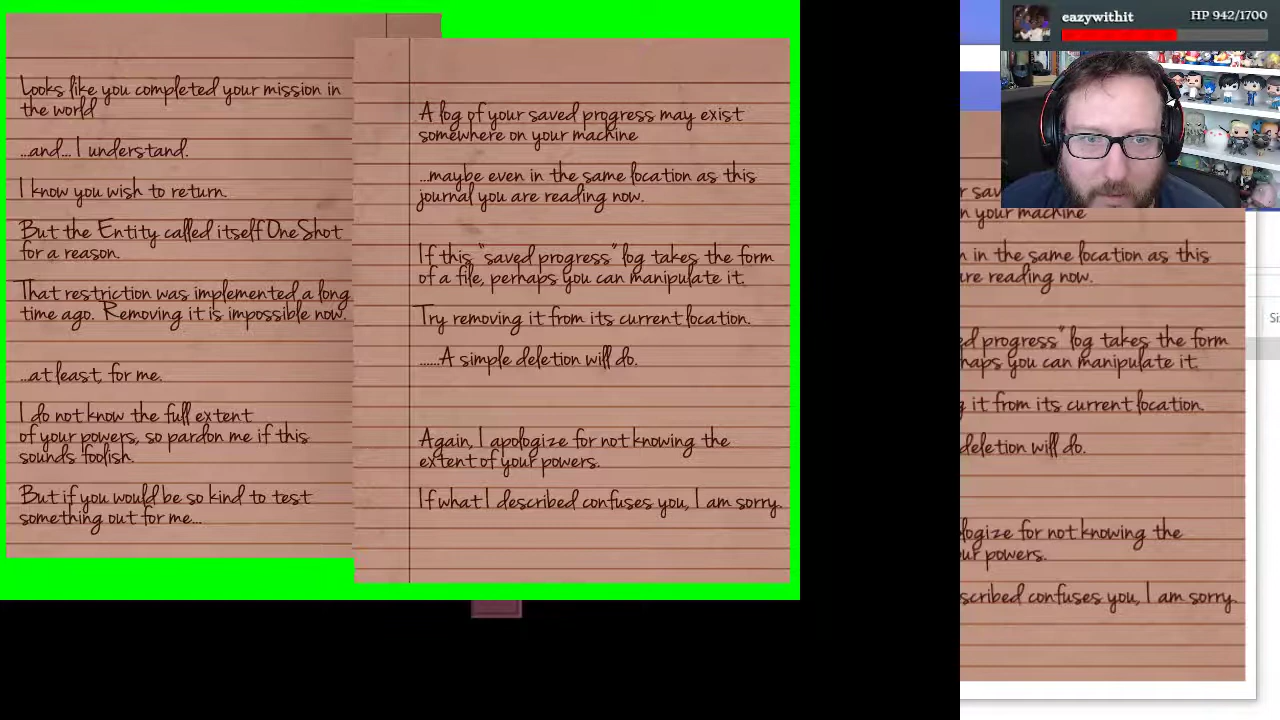 Looks like you completed your mission in
the world
...and... I understand.
I know you wish to return.
But the Entity called itself OneShot
for a reason.
That restriction was implemented a long
time ago. Removing it is impossible now.
...at least, for me.
I do not know the full extent
of your powers, so pardon me if this
sounds foolish.
But if you would be so kind to test
something out for me...
A log of your saved progress may exist
somewhere on your machine
...maybe even in the same location as this
journal you are reading now.
If this "saved progress" log takes the form
of a file, perhaps you can manipulate it.
Try removing it from its current location.
......A simple deletion will do.
Again, I apologize for not knowing the
extent of your powers.
If what I described confuses you, I am sorry.
eazywithit
HP 942/1700
n your machine
n in the same location as this
are reading now.
ed progress" log takes the form
haps you can manipulate it.
g it from its current location.
deletion will do.
logize for not knowing the
ur powers.
scribed confuses you, I am sorry.